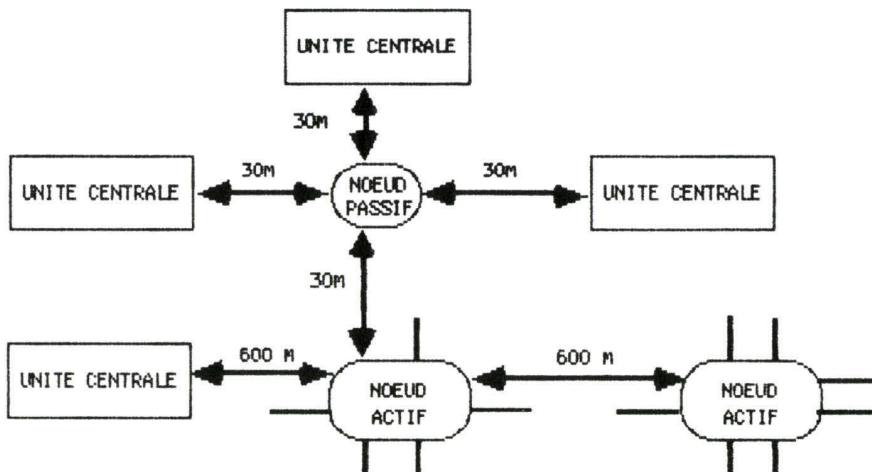 UNITE CENTRALE
30M
UNITE CENTRALE
30M
NOEUD
PASSIF
30M
UNITE CENTRALE
30M
UNITE CENTRALE
600 M
NOEUD
ACTIF
600 M
NOEUD
ACTIF